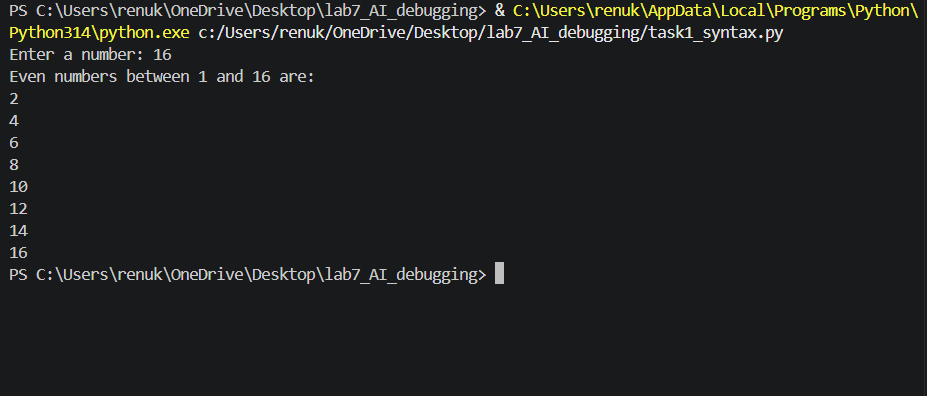 PS C:\Users\renuk\OneDrive\Desktop\lab7_AI_debugging> & C:\Users\renuk\AppData\Local\Programs\Python\
Python314\python.exe c:/Users/renuk/OneDrive/Desktop/lab7_AI_debugging/task1_syntax.py
Enter a number: 16
Even numbers between 1 and 16 are:
2
4
6
8
10
12
14
16
PS C:\Users\renuk\OneDrive\Desktop\lab7_AI_debugging>